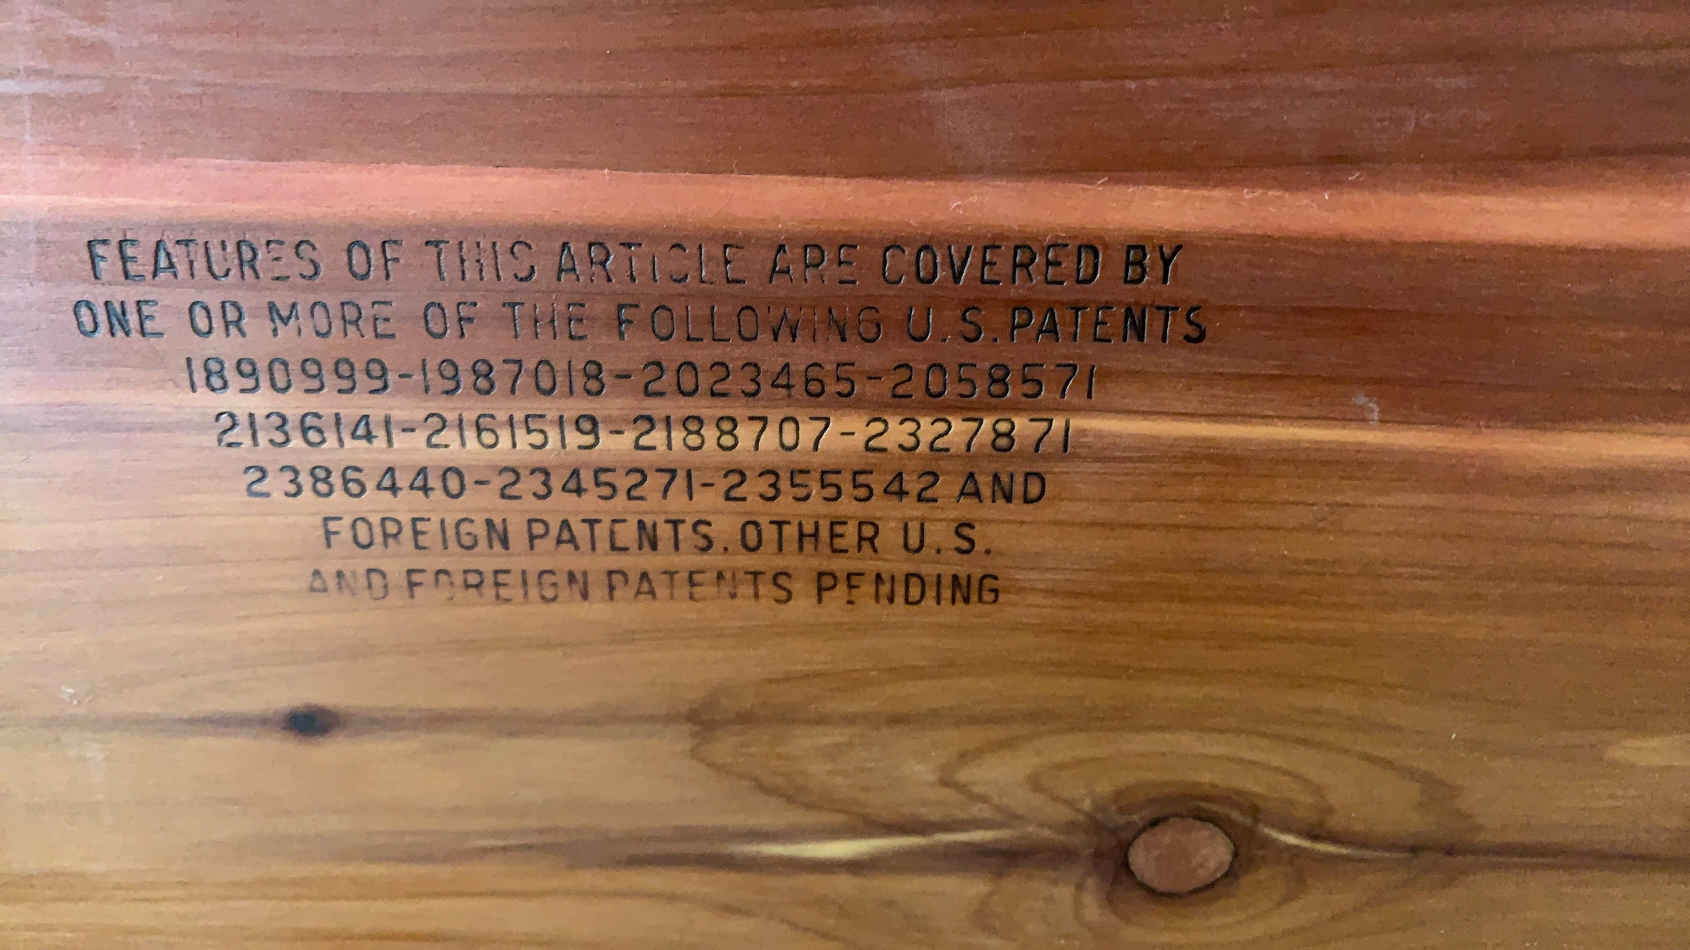 FEATURES OF THIS ARTICLE ARE COVERED BY
ONE OR MORE OF THE FOLLOWING U.S. PATENTS
1890999-1987018-2023465-2058571
2136141-2161519-2188707-2327871
2386440-2345271-2355542 AND
FOREIGN PATENTS. OTHER U.S.
AND FOREIGN PATENTS PENDING